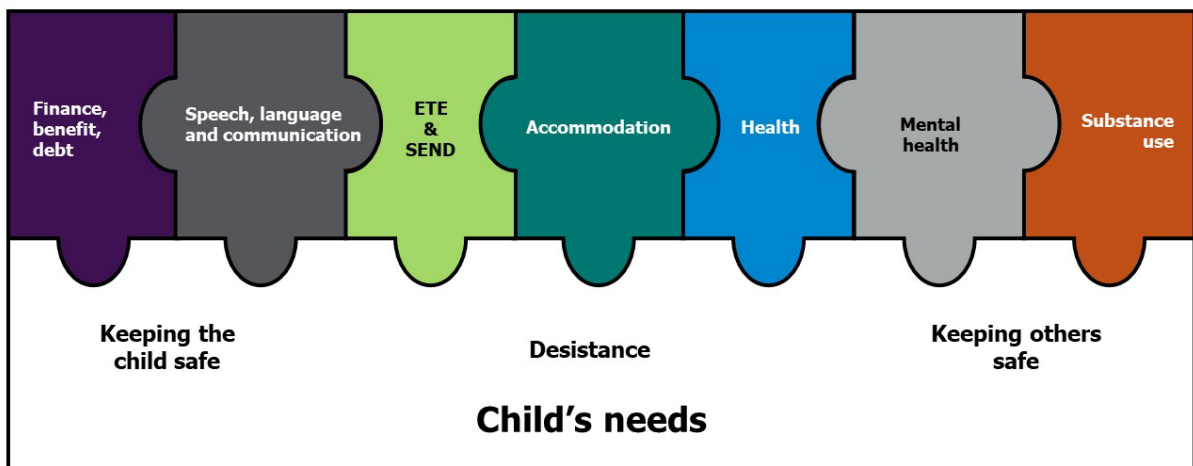 Finance,
benefit,
debt
Speech, language
and communication
ETE
&
SEND
Accommodation
Health
Mental
health
Substance
use
Keeping the
child safe
Desistance
Keeping others
safe
Child’s needs